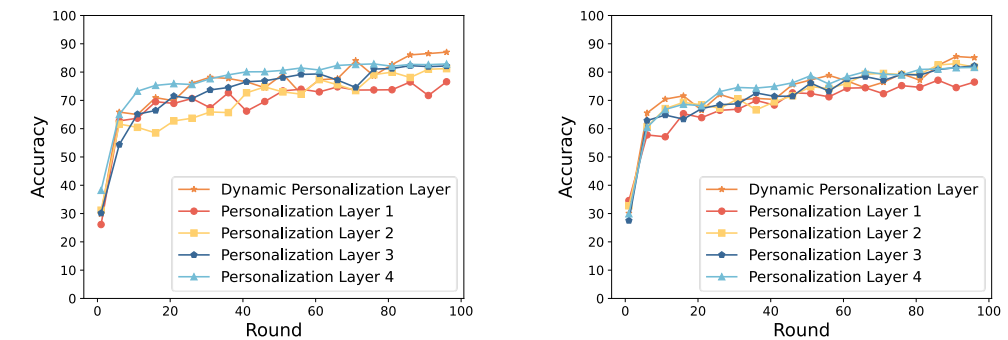 100
90
80
70
60
50
40
30
20
10
0
Accuracy
Dynamic Personalization Layer
Personalization Layer 1
Personalization Layer 2
Personalization Layer 3
Personalization Layer 4
0 20 40 60 80 100
Round
100
90
80
70
60
50
40
30
20
10
0
Accuracy
Dynamic Personalization Layer
Personalization Layer 1
Personalization Layer 2
Personalization Layer 3
Personalization Layer 4
0 20 40 60 80 100
Round